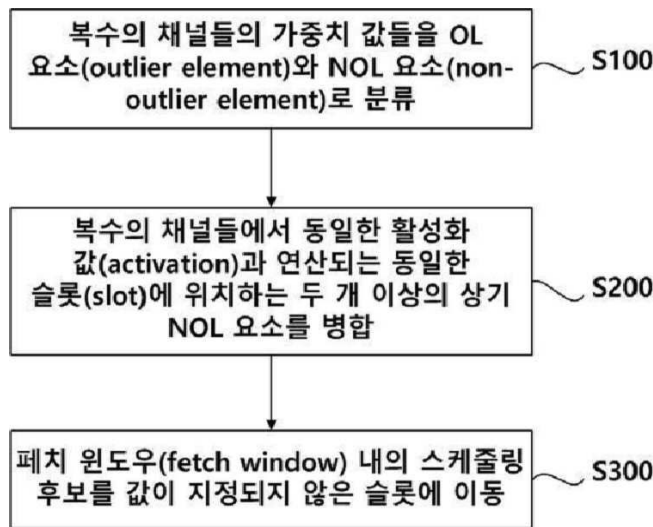 복수의 채널들의 가중치 값들을 OL
요소(outlier element)와 NOL 요소(non-
outlier element)로 분류
S100
복수의 채널들에서 동일한 활성화
값(activation)과 연산되는 동일한
슬롯(slot)에 위치하는 두 개 이상의 상기
NOL 요소를 병합
S200
페치 윈도우(fetch window) 내의 스케줄링
후보를 값이 지정되지 않은 슬롯에 이동
S300